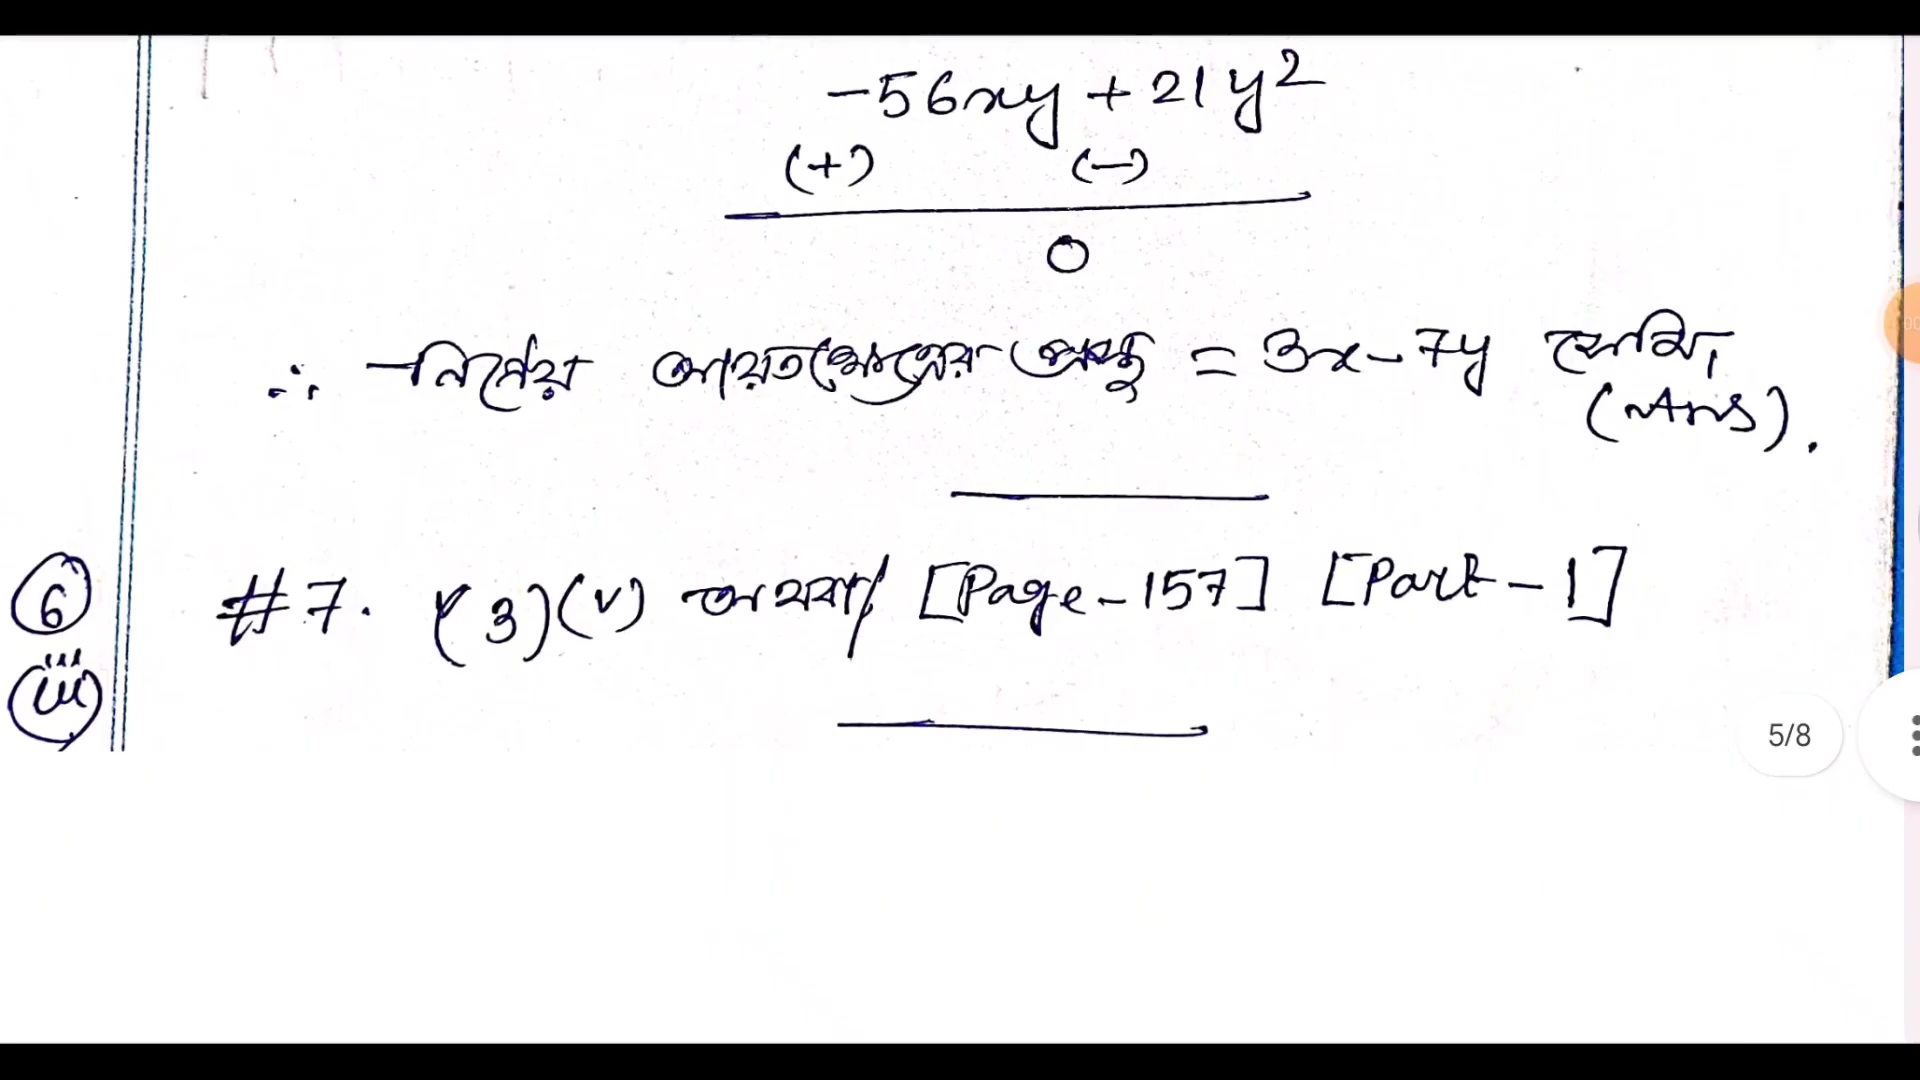 -56xy + 21y²
(+) (-)
0
∴ নির্ণেয় আয়তক্ষেত্রের প্রস্থ = 3x - 7y সেমি.
(Ans).
6 #7. (3)(v) অথবা/ [Page-157] [Part-1]
(iii)
5/8